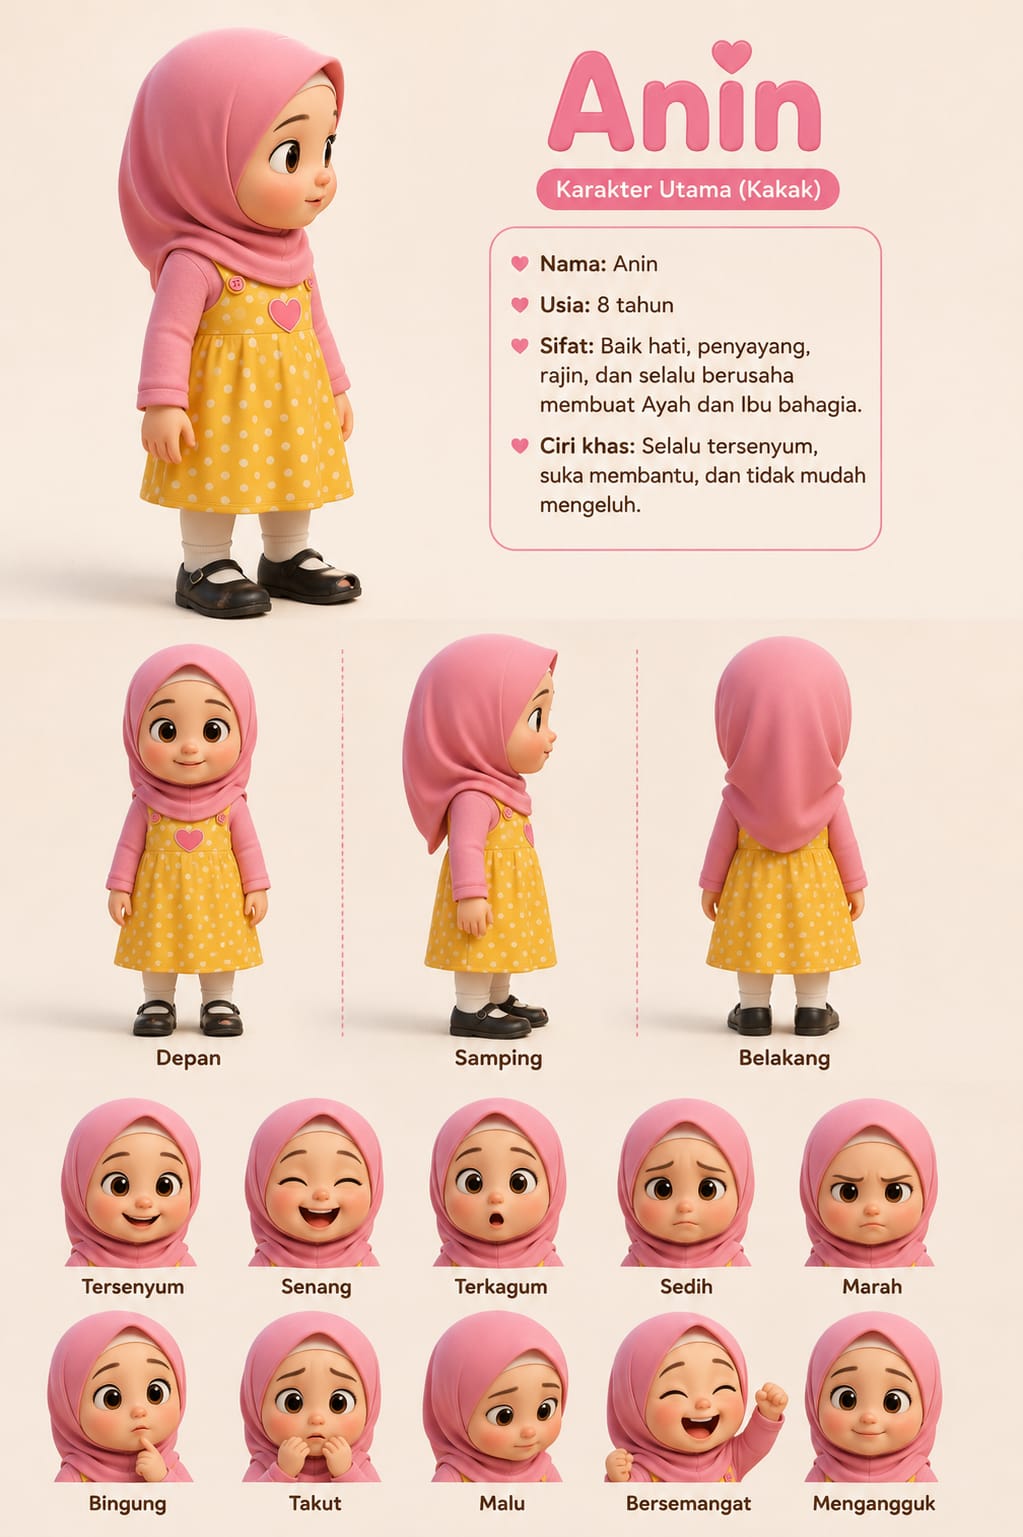 Anin
Karakter Utama (Kakak)
Nama: Anin
Usia: 8 tahun
Sifat: Baik hati, penyayang,
rajin, dan selalu berusaha
membuat Ayah dan Ibu bahagia.
Ciri khas: Selalu tersenyum,
suka membantu, dan tidak mudah
mengeluh.
Depan
Samping
Belakang
Tersenyum
Senang
Terkagum
Sedih
Marah
Bingung
Takut
Malu
Bersemangat
Mengangguk